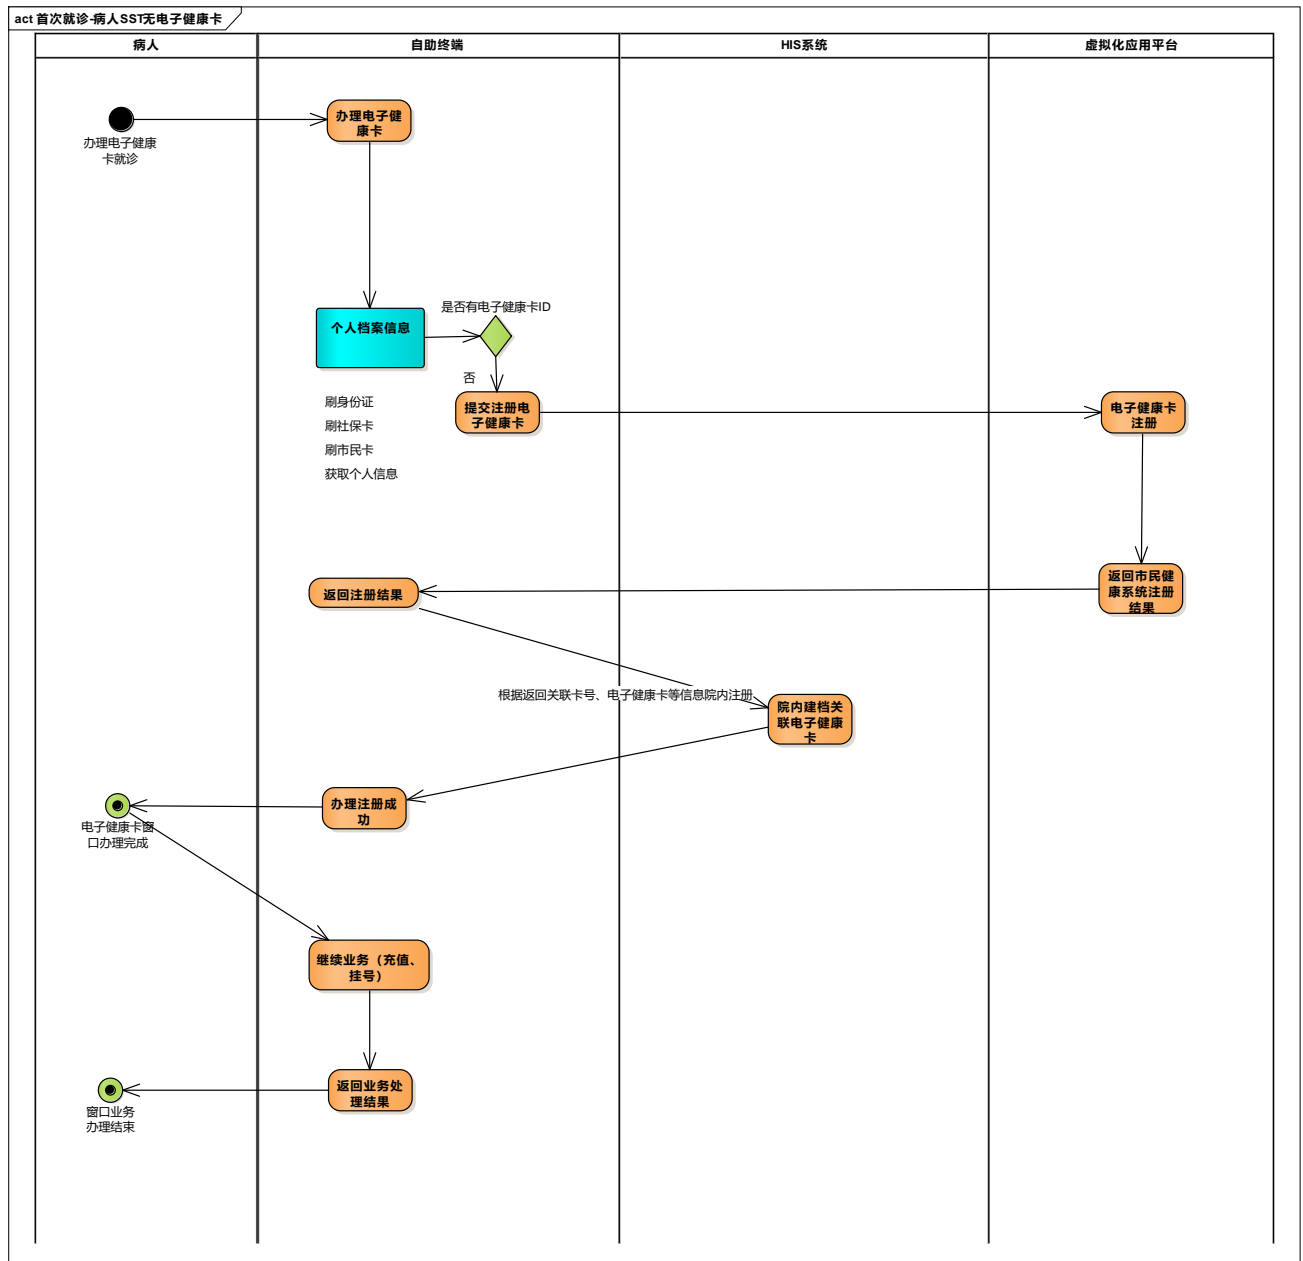 act 首次就诊-病人SST无电子健康卡
病人
自助终端
HIS系统
虚拟化应用平台
办理电子健
康卡
办理电子健康
卡就诊
是否有电子健康卡ID
个人档案信息
否
刷身份证
刷社保卡
刷市民卡
获取个人信息
提交注册电
子健康卡
电子健康卡
注册
返回市民健
康系统注册
结果
返回注册结果
根据返回关联卡号、电子健康卡等信息院内注册
院内建档关
联电子健康
卡
办理注册成
功
电子健康卡窗
口办理完成
继续业务（充值、
挂号）
返回业务处
理结果
窗口业务
办理结束